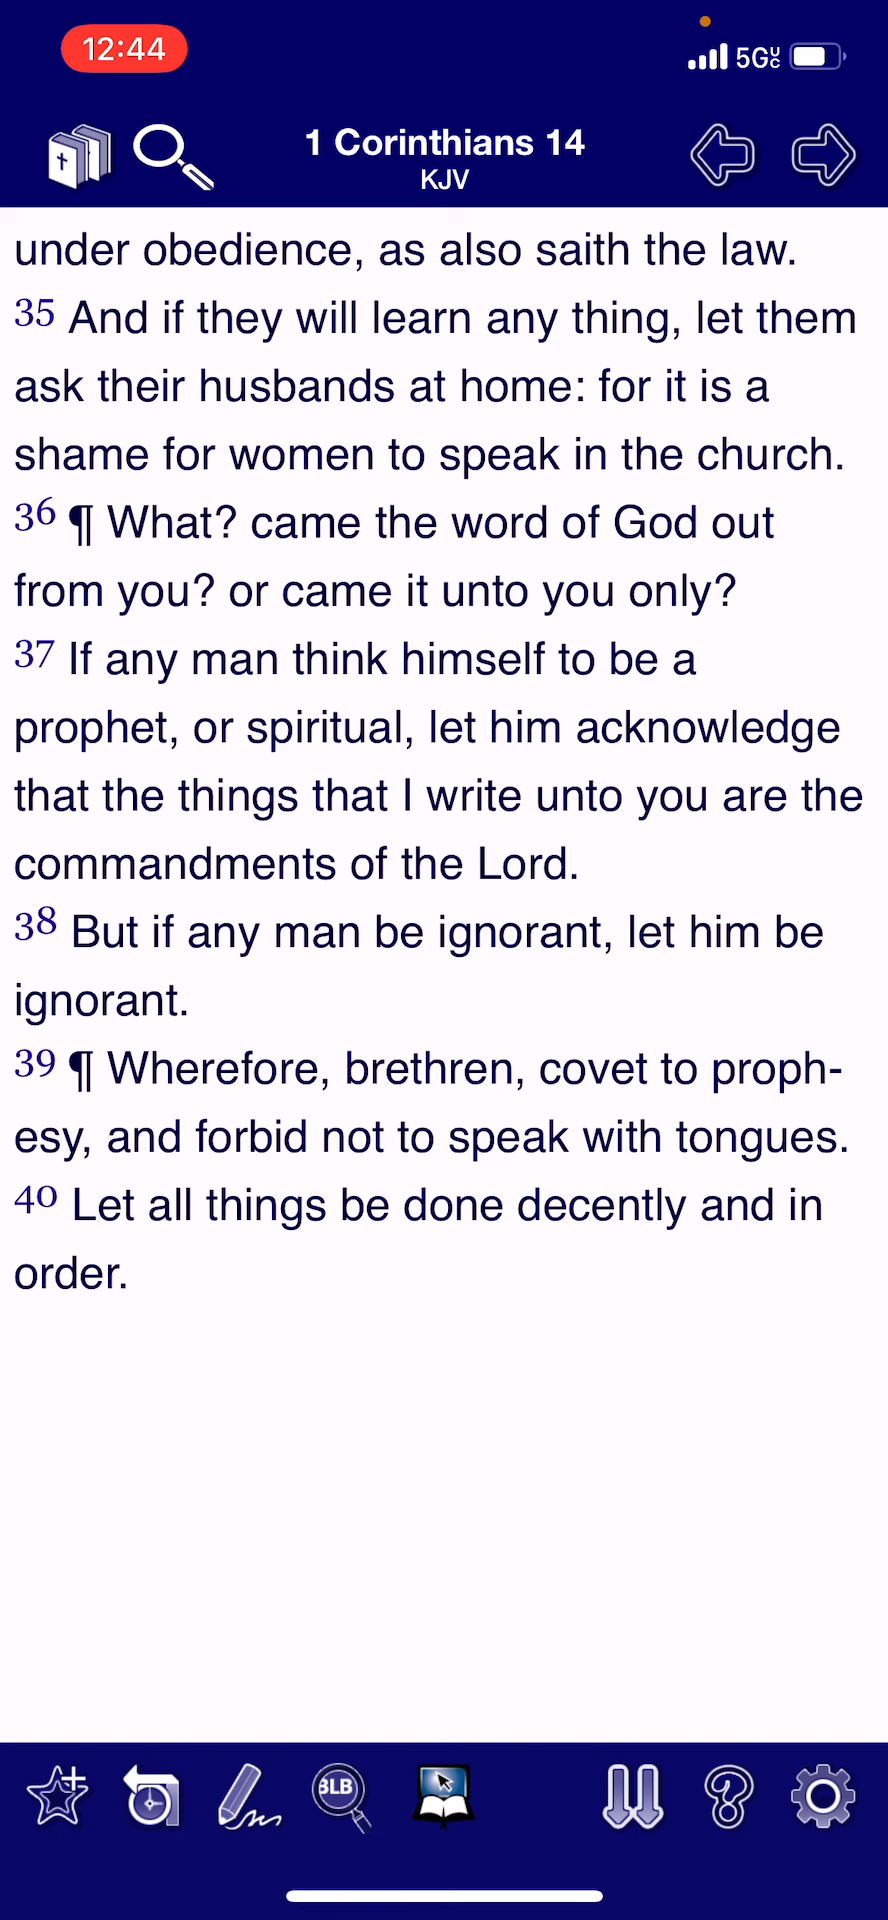 12:44
5GUC
1 Corinthians 14
KJV
under obedience, as also saith the law.
35 And if they will learn any thing, let them
ask their husbands at home: for it is a
shame for women to speak in the church.
36 ¶ What? came the word of God out
from you? or came it unto you only?
37 If any man think himself to be a
prophet, or spiritual, let him acknowledge
that the things that I write unto you are the
commandments of the Lord.
38 But if any man be ignorant, let him be
ignorant.
39 ¶ Wherefore, brethren, covet to proph-
esy, and forbid not to speak with tongues.
40 Let all things be done decently and in
order.
BLB